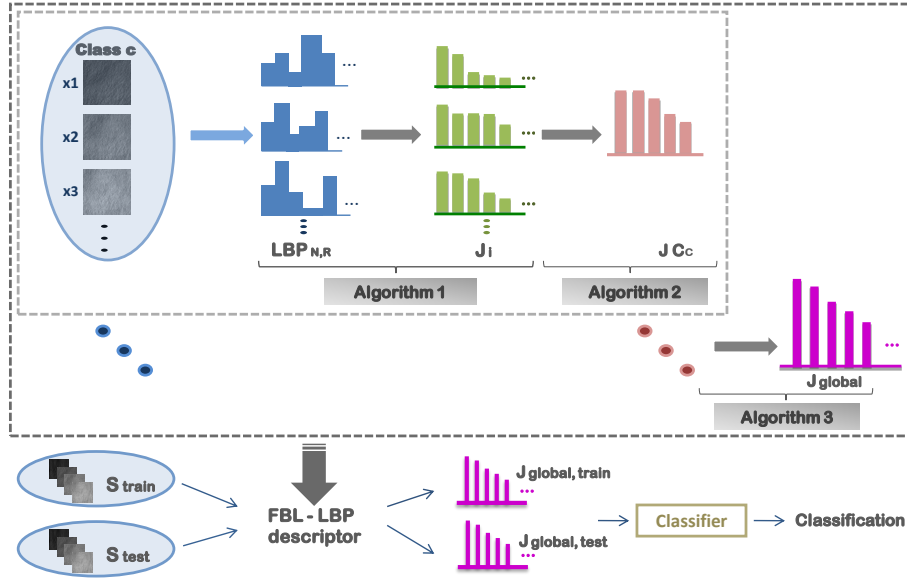 Class c
x1
x2
x3
...
...
...
...
...
...
...
LBP N,R
J i
J C C
Algorithm 1
Algorithm 2
...
J global
Algorithm 3
S train
S test
FBL - LBP
descriptor
J global, train
...
J global, test
...
Classifier
Classification